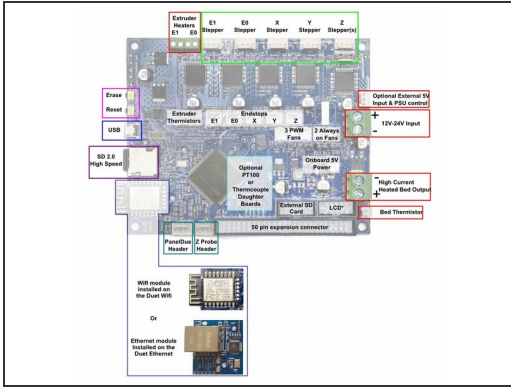 Extruder
Heaters
E1 E0
E1
Stepper
E0
Stepper
X
Stepper
Y
Stepper
Z
Stepper(s)
Erase
Reset
USB
SD 2.0
High Speed
Extruder
Thermistors
Endstops
E1 E0 X Y Z
3 PWM
Fans
2 Always
on Fans
Optional External 5V
Input & PSU control
+
-
12V-24V Input
Optional
PT100
or
Thermocouple
Daughter
Boards
Onboard 5V
Power
-
+
High Current
Heated Bed Output
External SD
Card
LCD*
Bed Thermistor
50 pin expansion connector
PanelDue
Header
Z Probe
Header
Wifi module
installed on
the Duet Wifi
Or
Ethernet module
Installed on the
Duet Ethernet